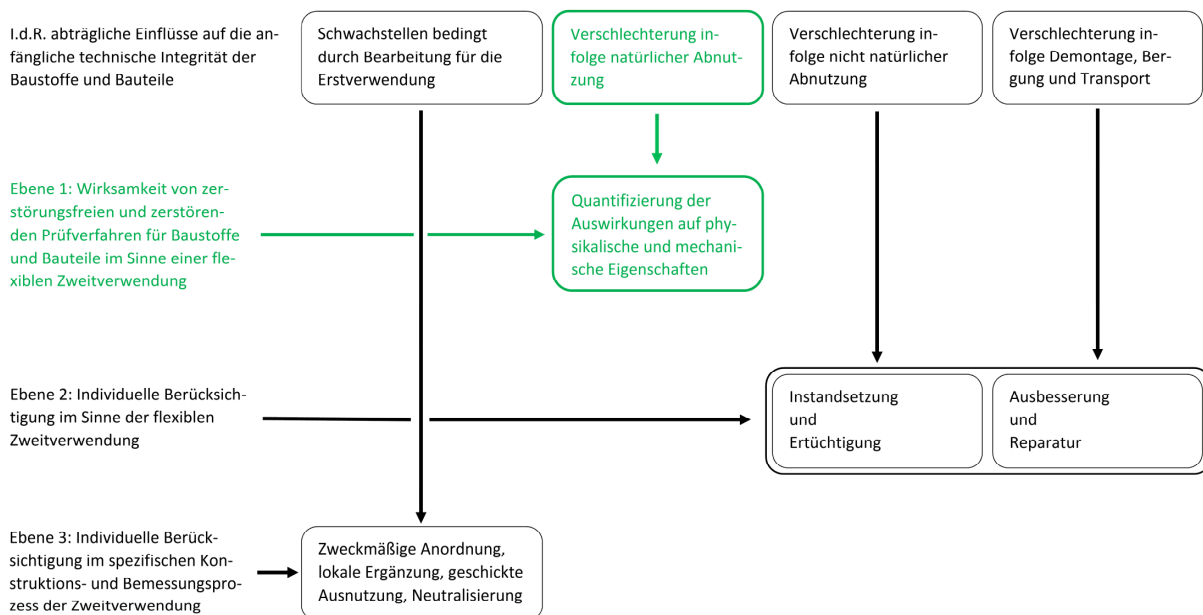 I.d.R. abträgliche Einflüsse auf die an-
fängliche technische Integrität der
Baustoffe und Bauteile
Schwachstellen bedingt
durch Bearbeitung für die
Erstverwendung
Verschlechterung in-
folge natürlicher Abnut-
zung
Verschlechterung in-
folge nicht natürlicher
Abnutzung
Verschlechterung in-
folge Demontage, Ber-
gung und Transport
Ebene 1: Wirksamkeit von zer-
störungsfreien und zerstören-
den Prüfverfahren für Baustoffe
und Bauteile im Sinne einer fle-
xiblen Zweitverwendung
Quantifizierung der
Auswirkungen auf phy-
sikalische und mechani-
sche Eigenschaften
Ebene 2: Individuelle Berücksich-
tigung im Sinne der flexiblen
Zweitverwendung
Instandsetzung
und
Ertüchtigung
Ausbesserung
und
Reparatur
Ebene 3: Individuelle Berück-
sichtigung im spezifischen Kon-
struktions- und Bemessungspro-
zess der Zweitverwendung
Zweckmäßige Anordnung,
lokale Ergänzung, geschickte
Ausnutzung, Neutralisierung